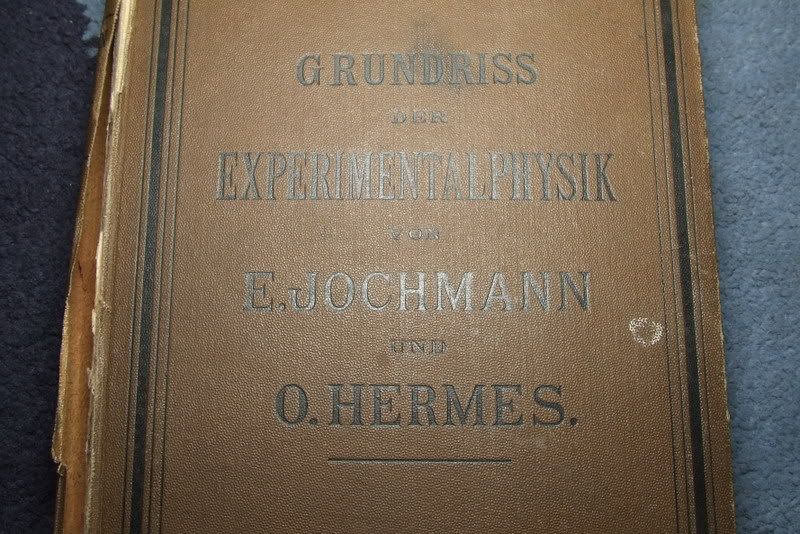 GRUNDRISS
DER
EXPERIMENTALPHYSIK
VON
E. JOCHMANN
UND
O. HERMES.